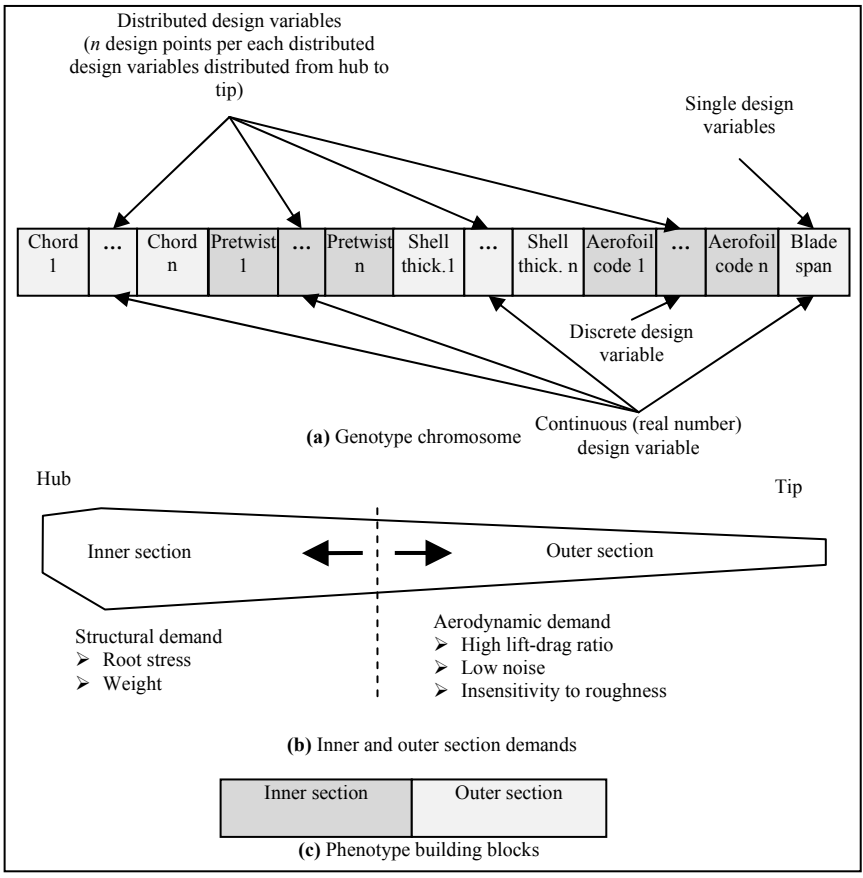 Distributed design variables
(n design points per each distributed
design variables distributed from hub to
tip)
Single design
variables
Chord
1
...
Chord
n
Pretwist
1
...
Pretwist
n
Shell
thick.1
...
Shell
thick. n
Aerofoil
code 1
...
Aerofoil
code n
Blade
span
Discrete design
variable
Continuous (real number)
design variable
(a) Genotype chromosome
Hub
Tip
Inner section
Outer section
Structural demand
➢ Root stress
➢ Weight
Aerodynamic demand
➢ High lift-drag ratio
➢ Low noise
➢ Insensitivity to roughness
(b) Inner and outer section demands
Inner section
Outer section
(c) Phenotype building blocks